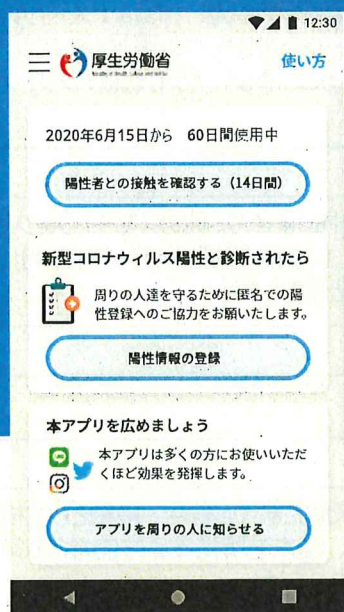 12:30
厚生労働省
使い方
2020年6月15日から 60日間使用中
陽性者との接触を確認する(14日間)
新型コロナウィルス陽性と診断されたら
周りの人達を守るために匿名での陽
性登録へのご協力をお願いたします。
陽性情報の登録
本アプリを広めましょう
本アプリは多くの方にお使いいただ
くほど効果を発揮します。
アプリを周りの人に知らせる